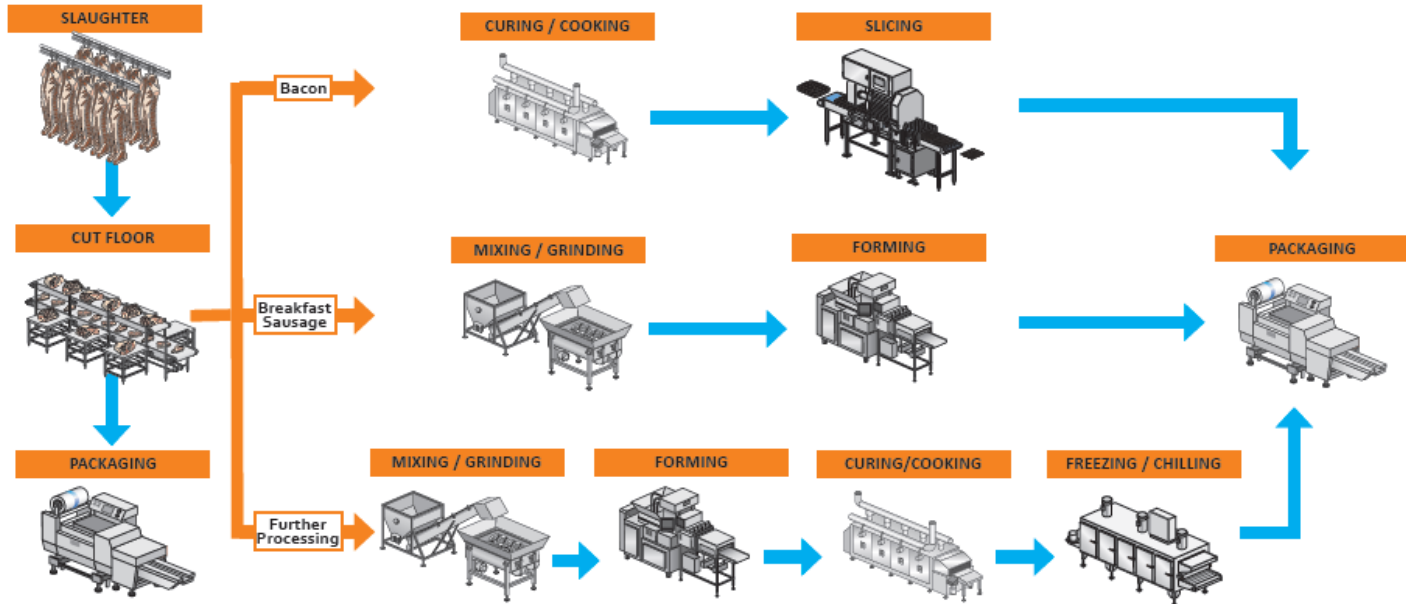 SLAUGHTER
CURING / COOKING
SLICING
Bacon
CUT FLOOR
MIXING / GRINDING
FORMING
PACKAGING
Breakfast
Sausage
PACKAGING
MIXING / GRINDING
FORMING
CURING/COOKING
FREEZING / CHILLING
Further
Processing